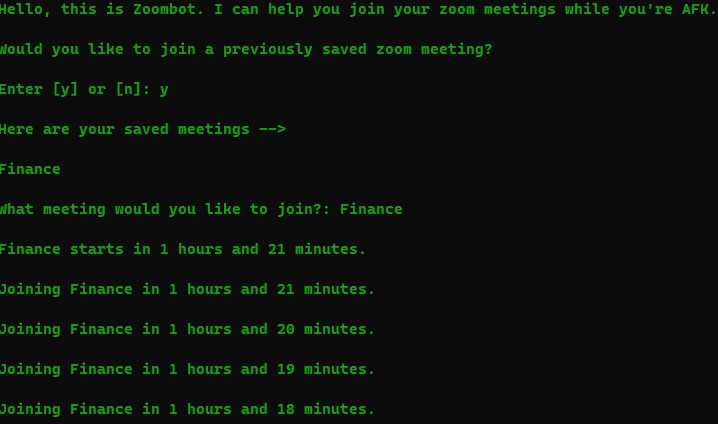 Hello, this is Zoombot. I can help you join your zoom meetings while you're AFK.
Would you like to join a previously saved zoom meeting?
Enter [y] or [n]: y
Here are your saved meetings -->
Finance
What meeting would you like to join?: Finance
Finance starts in 1 hours and 21 minutes.
Joining Finance in 1 hours and 21 minutes.
Joining Finance in 1 hours and 20 minutes.
Joining Finance in 1 hours and 19 minutes.
Joining Finance in 1 hours and 18 minutes.